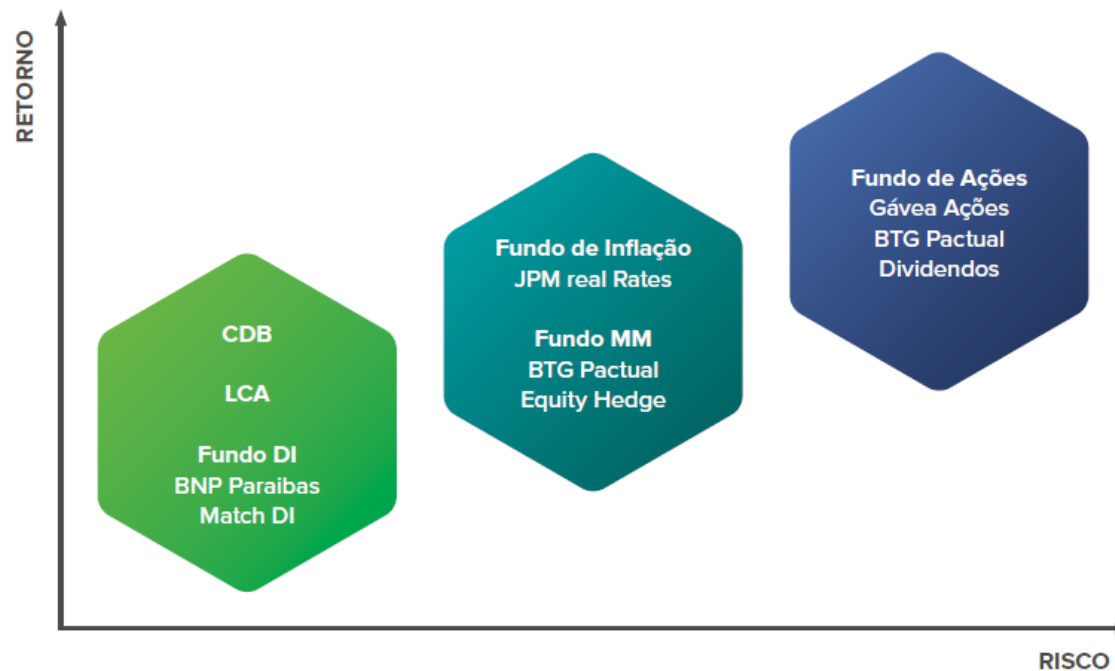 RETORNO
CDB
LCA
Fundo DI
BNP Paribas
Match DI
Fundo de Inflação
JPM real Rates
Fundo MM
BTG Pactual
Equity Hedge
Fundo de Ações
Gávea Ações
BTG Pactual
Dividendos
RISCO